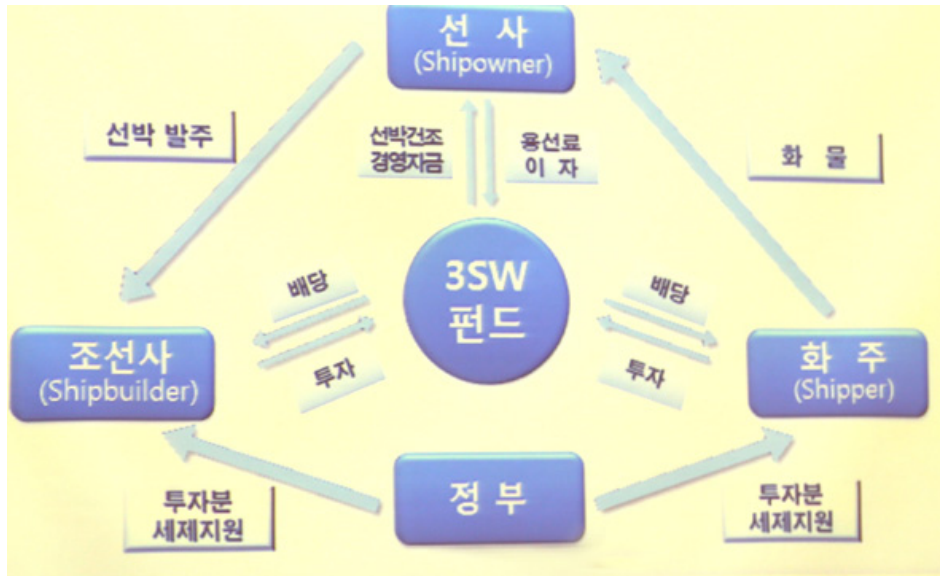 선 사
(Shipowner)
선박 발주
선박건조
경영자금
용선료
이 자
화 물
3SW
펀드
배당
투자
배당
투자
조선사
(Shipbuilder)
화 주
(Shipper)
정 부
투자분
세제지원
투자분
세제지원